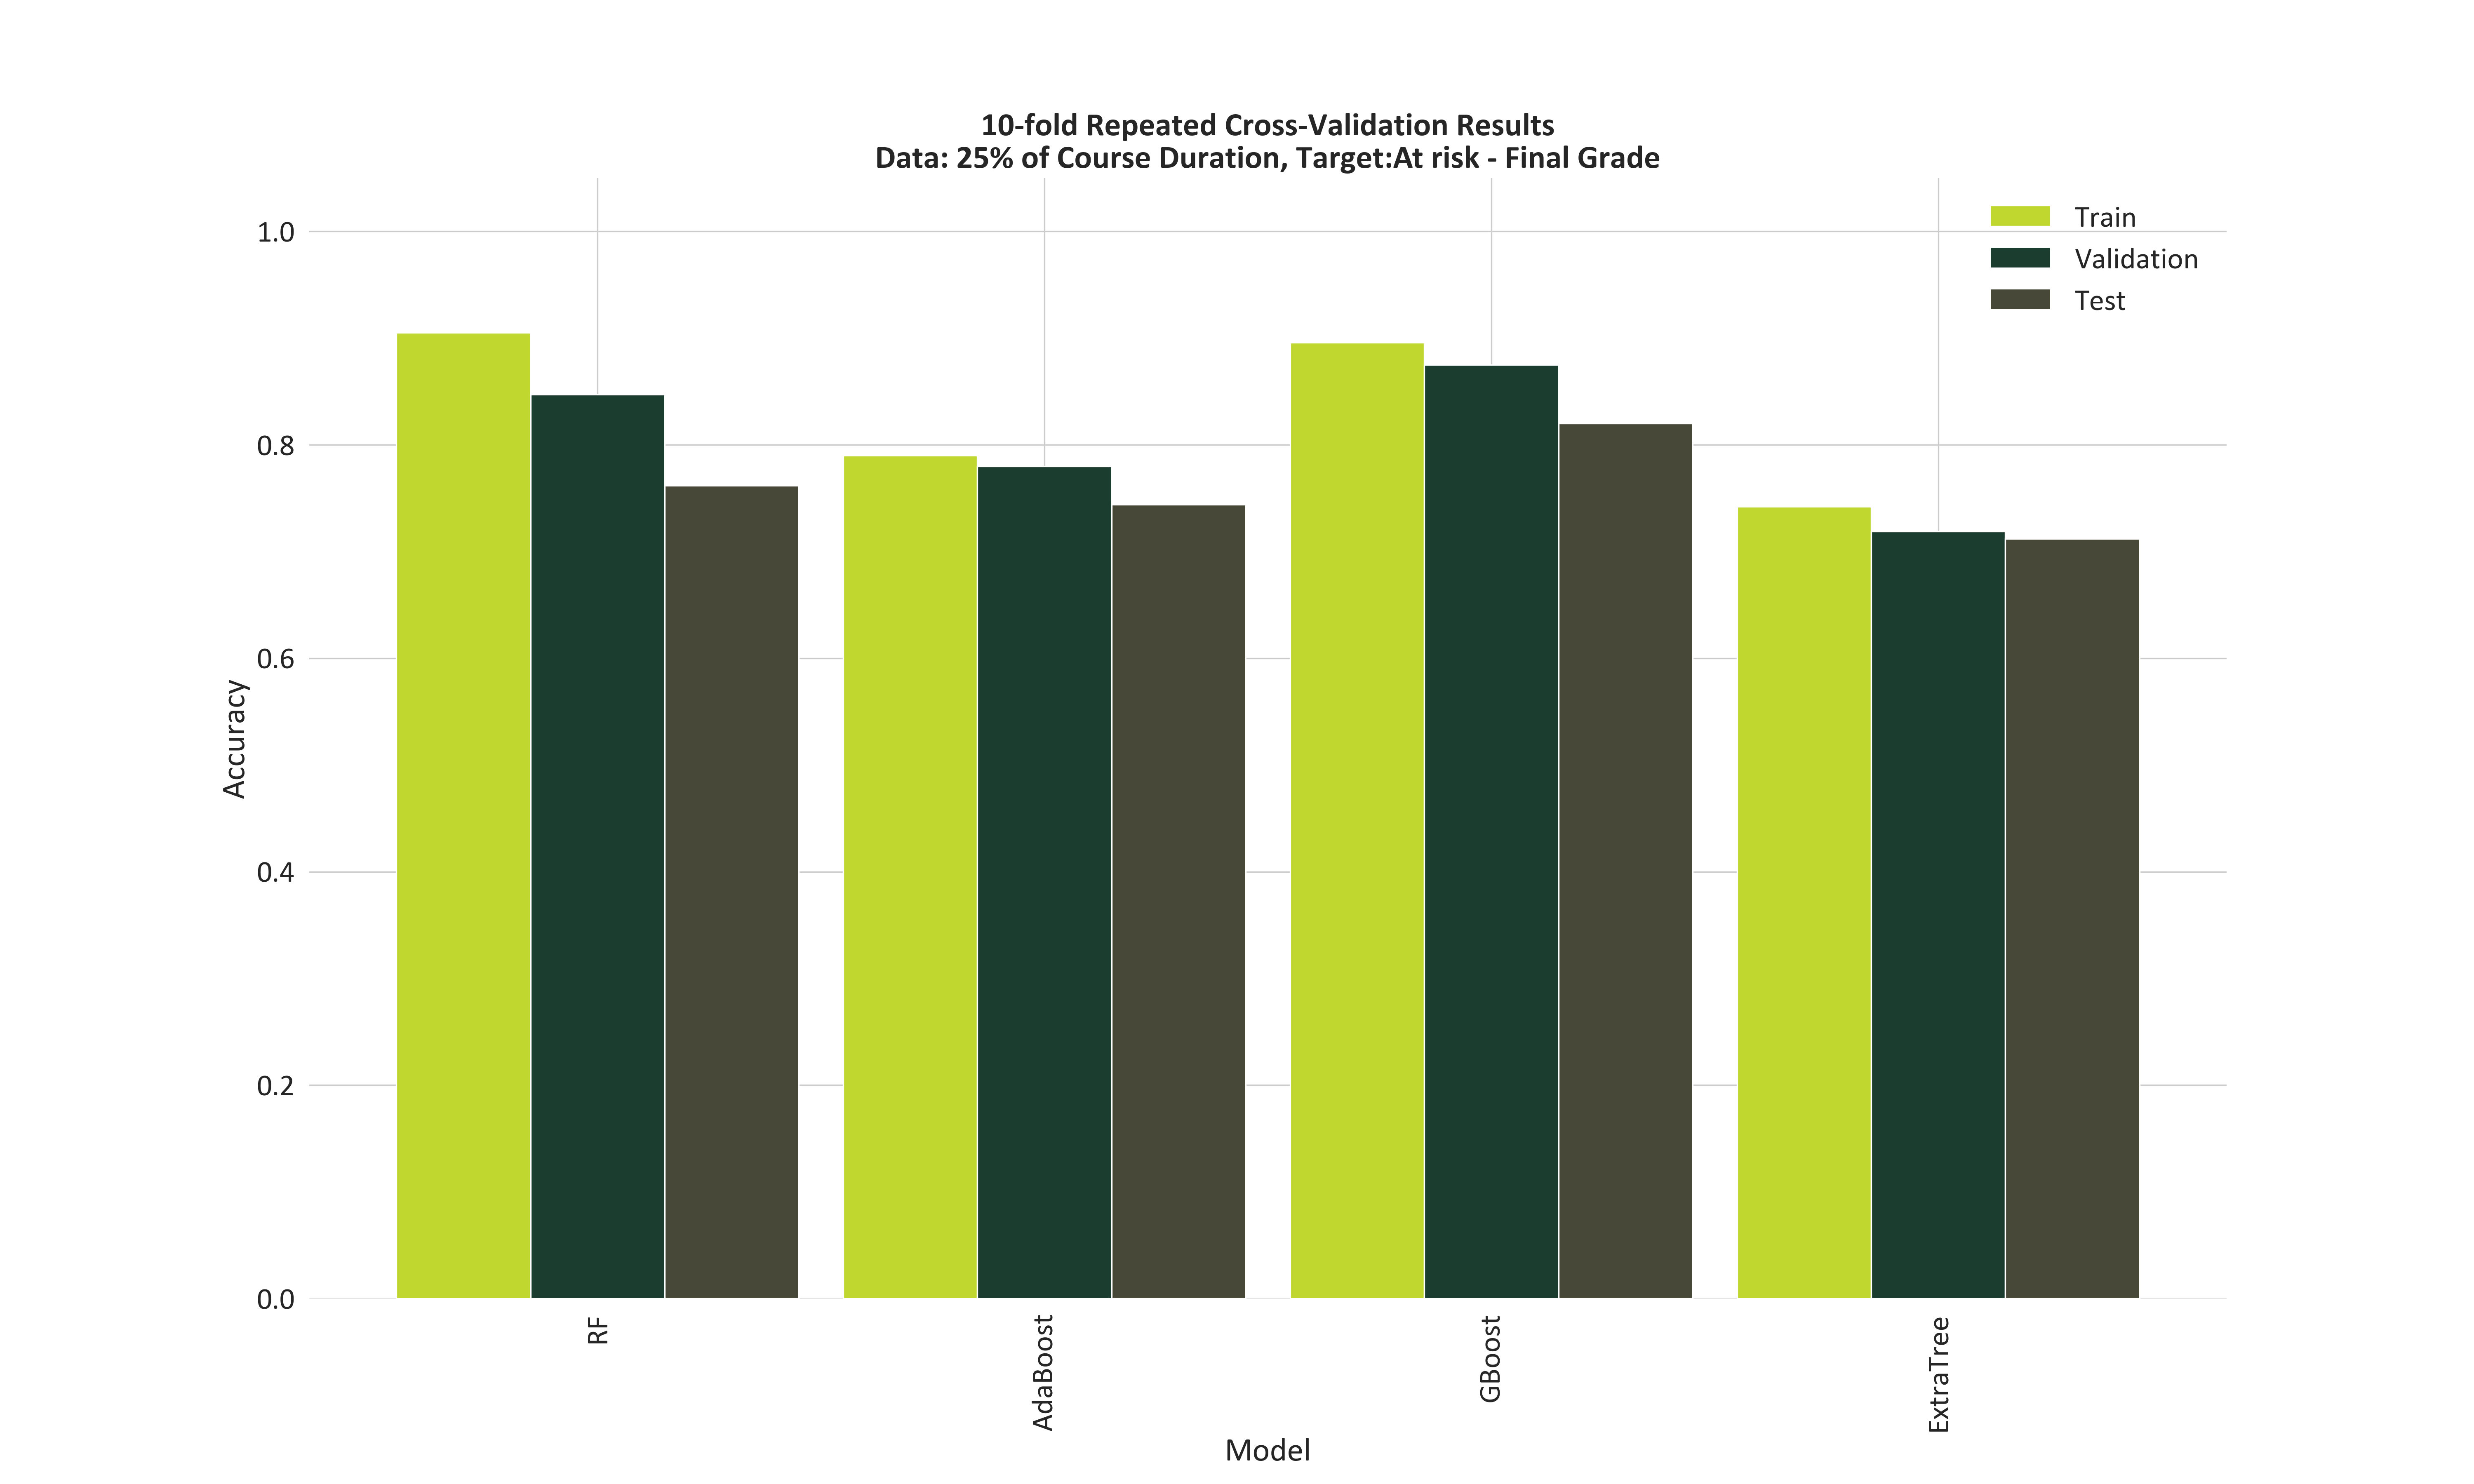 10-fold Repeated Cross-Validation Results
Data: 25% of Course Duration, Target:At risk - Final Grade
Train
Validation
Test
1.0
0.8
0.6
0.4
0.2
0.0
Accuracy
RF
AdaBoost
GBoost
ExtraTree
Model